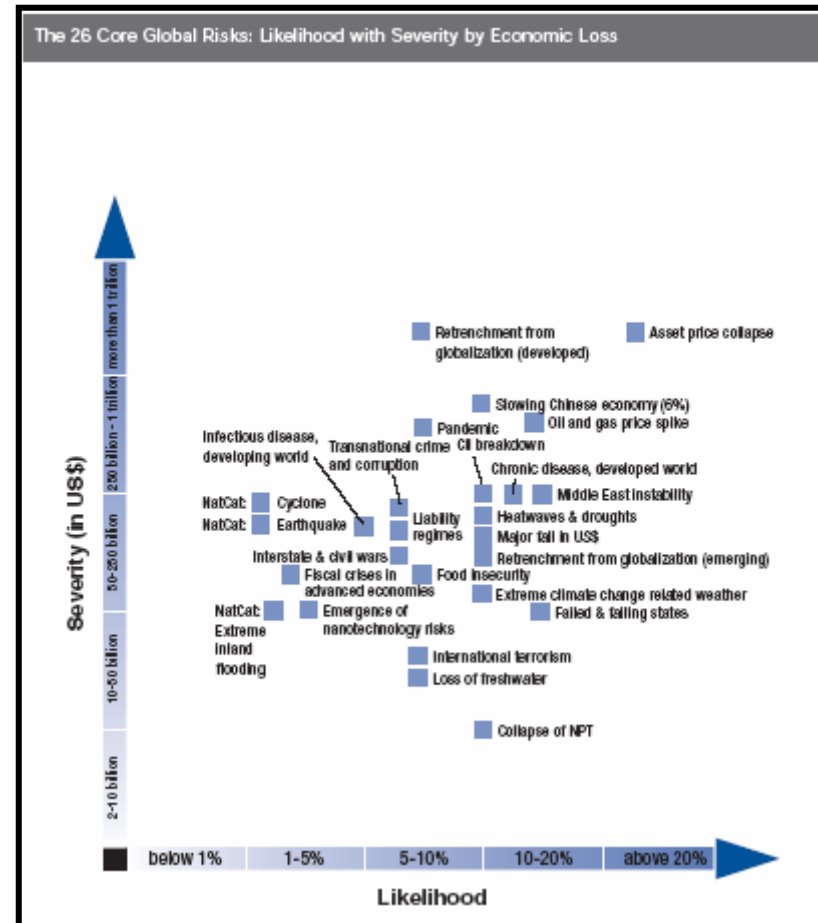 The 26 Core Global Risks: Likelihood with Severity by Economic Loss
Severity (in US$)
more than 1 trillion
250 billion - 1 trillion
50-250 billion
10-50 billion
2-10 billion
Retrenchment from
globalization (developed)
Asset price collapse
Slowing Chinese economy (6%)
Oil and gas price spike
Pandemic
Infectious disease,
developing world
Transnational crime
and corruption
CII breakdown
Chronic disease, developed world
Middle East instability
NatCat: Cyclone
NatCat: Earthquake
Liability
regimes
Heatwaves & droughts
Major fall in US$
Retrenchment from globalization (emerging)
Interstate & civil wars
Fiscal crises in
advanced economies
Food insecurity
Extreme climate change related weather
NatCat:
Extreme
inland
flooding
Emergence of
nanotechnology risks
Failed & failing states
International terrorism
Loss of freshwater
Collapse of NPT
below 1%
1-5%
5-10%
10-20%
above 20%
Likelihood